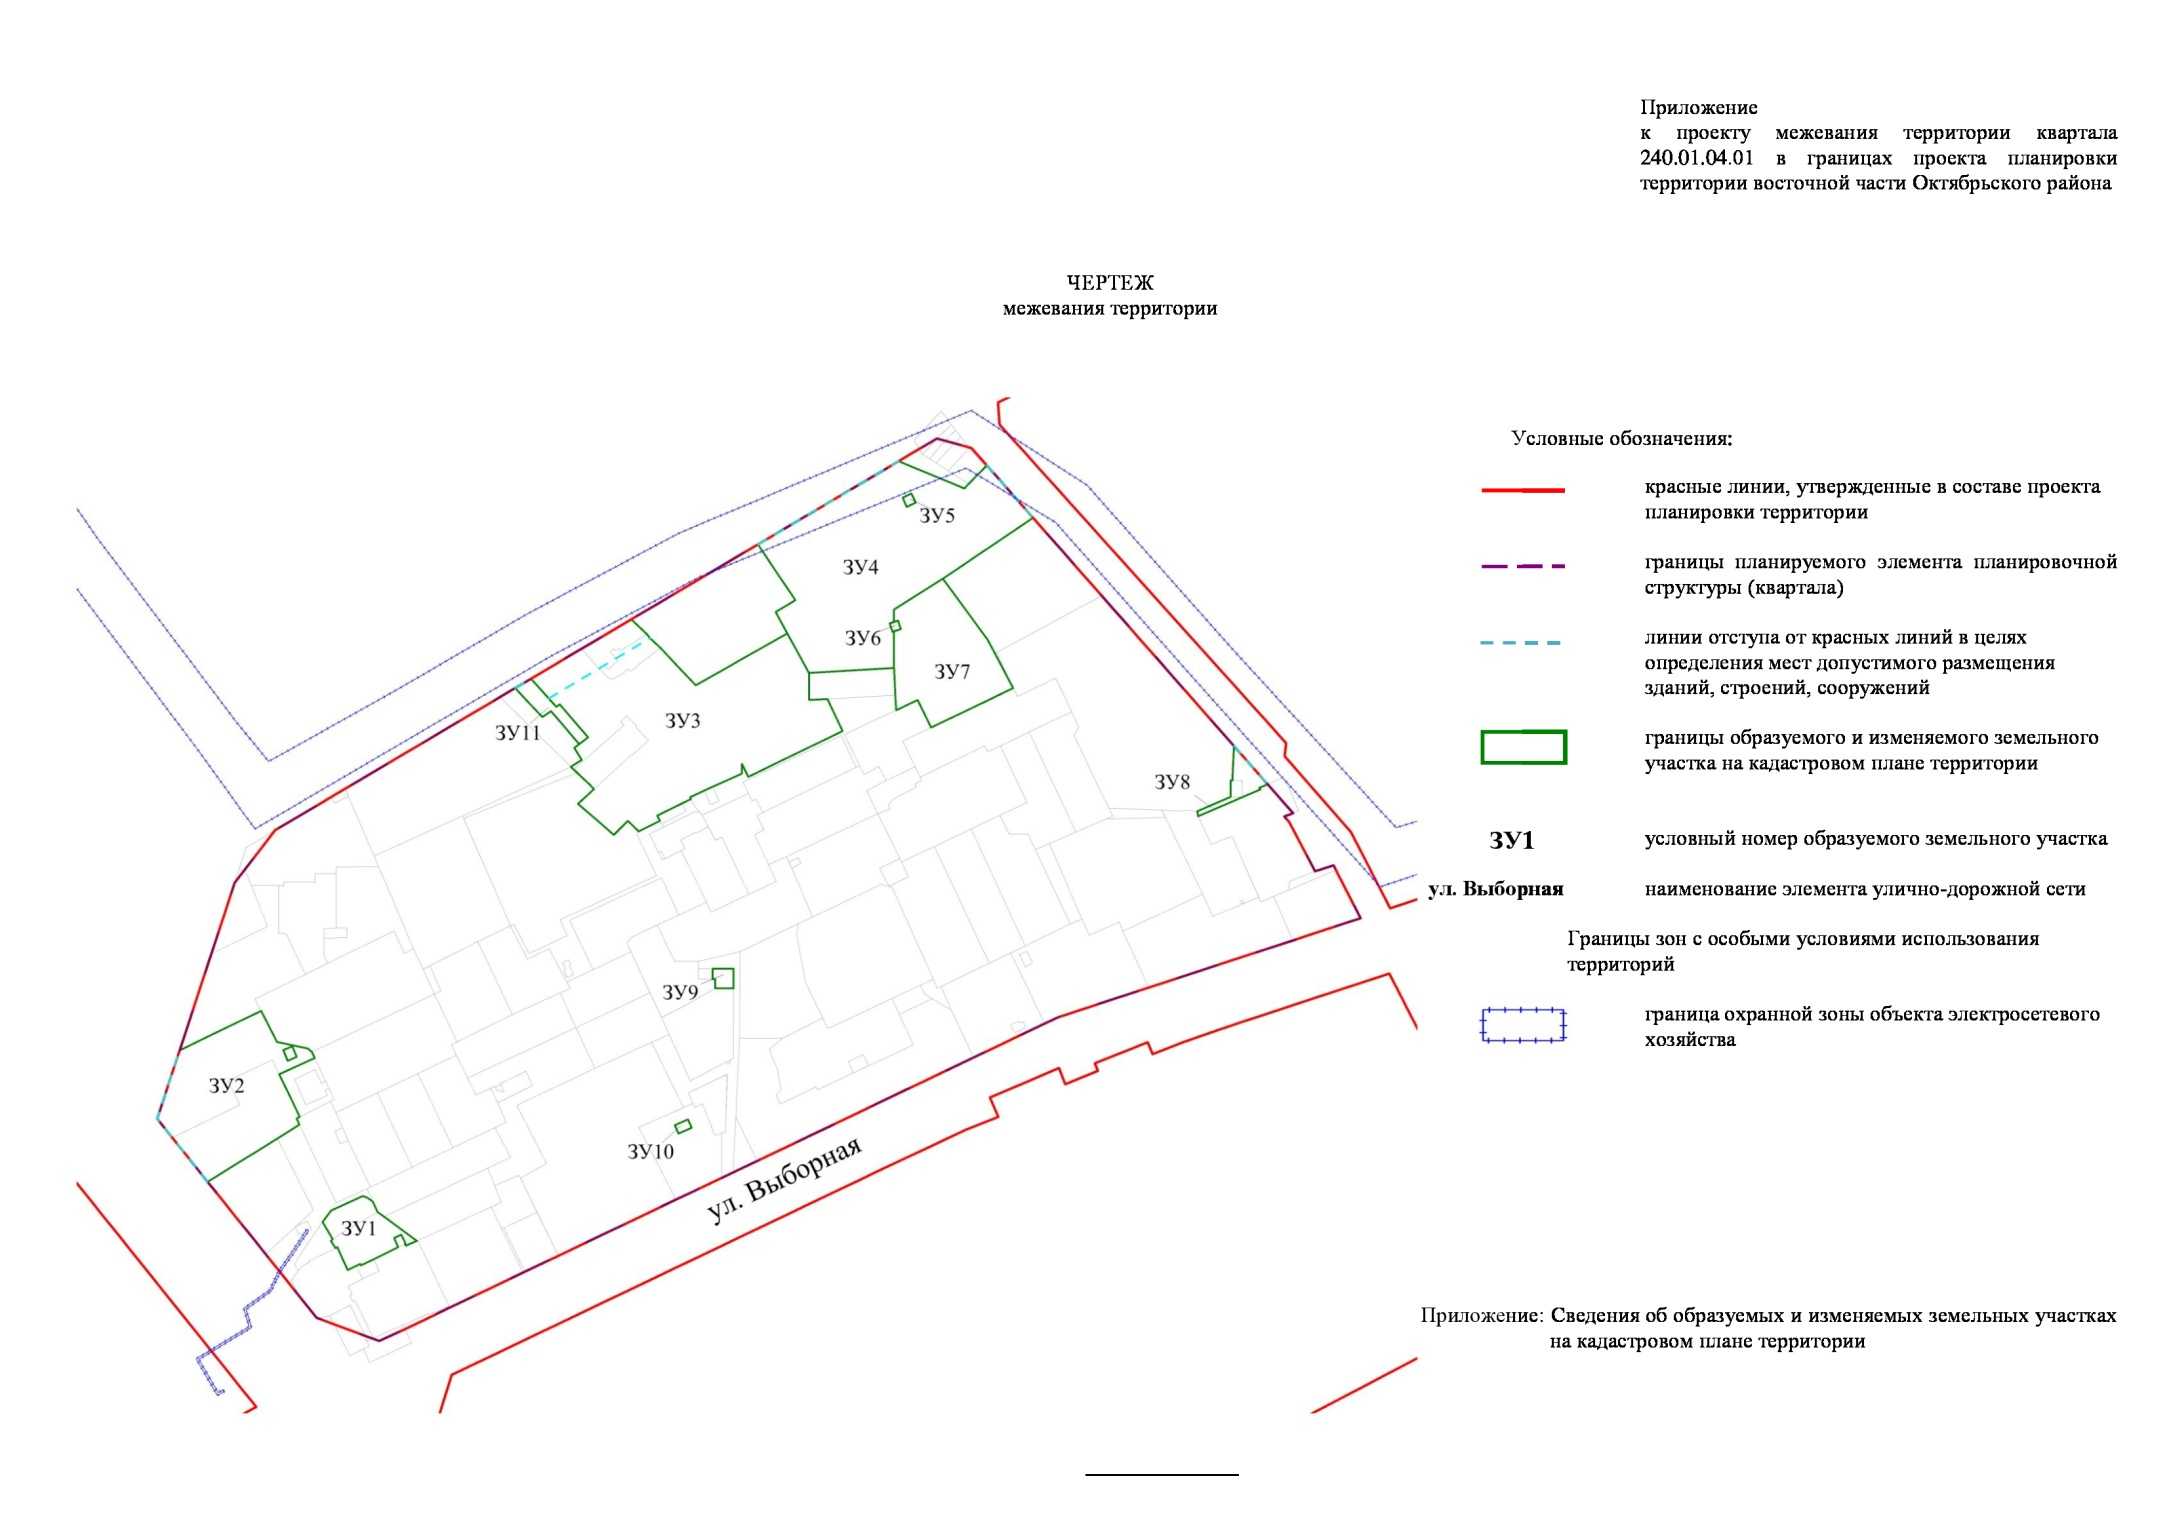 Приложение
к проекту межевания территории квартала
240.01.04.01 в границах проекта планировки
территории восточной части Октябрьского района
ЧЕРТЕЖ
межевания территории
ЗУ5
ЗУ4
ЗУ6
ЗУ7
ЗУ3
ЗУ11
ЗУ8
ЗУ9
ЗУ2
ЗУ10
ЗУ1
ул. Выборная
Условные обозначения:
красные линии, утвержденные в составе проекта
планировки территории
границы планируемого элемента планировочной
структуры (квартала)
линии отступа от красных линий в целях
определения мест допустимого размещения
зданий, строений, сооружений
границы образуемого и изменяемого земельного
участка на кадастровом плане территории
ЗУ1 условный номер образуемого земельного участка
ул. Выборная наименование элемента улично-дорожной сети
Границы зон с особыми условиями использования
территорий
граница охранной зоны объекта электросетевого
хозяйства
Приложение: Сведения об образуемых и изменяемых земельных участках
на кадастровом плане территории